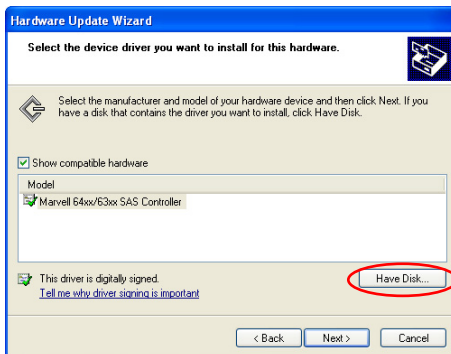 Hardware Update Wizard
Select the device driver you want to install for this hardware.
Select the manufacturer and model of your hardware device and then click Next. If you
have a disk that contains the driver you want to install, click Have Disk.
Show compatible hardware
Model
Marvell 64xx/63xx SAS Controller
This driver is digitally signed.
Have Disk...
Tell me why driver signing is important
< Back
Next >
Cancel